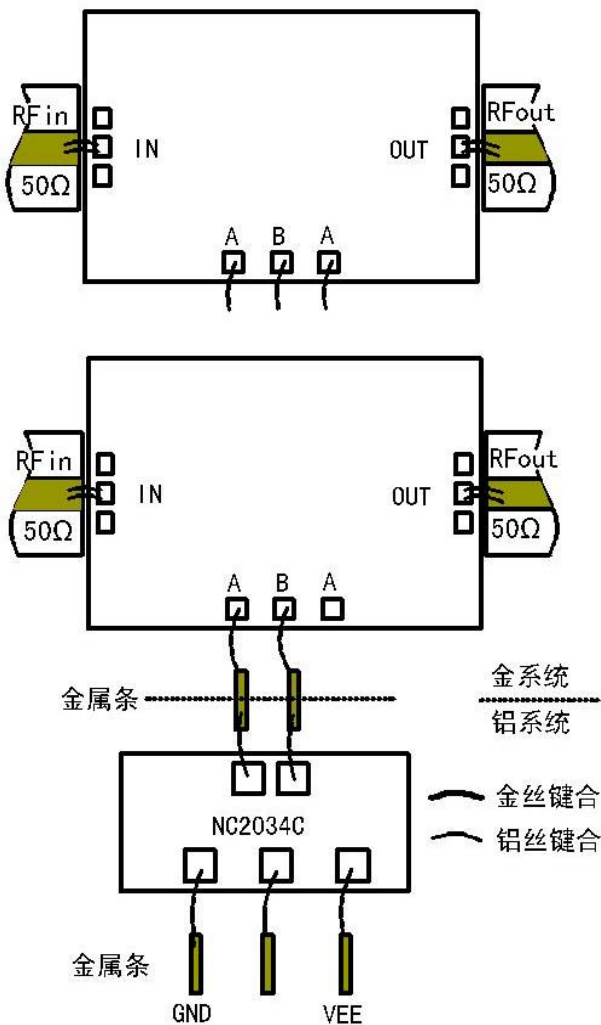 RFin
RFout
IN
OUT
50Ω
50Ω
A B A
RFin
RFout
IN
OUT
50Ω
50Ω
A B A
金属条
金系统
铝系统
NC2034C
金丝键合
铝丝键合
金属条
GND
VEE